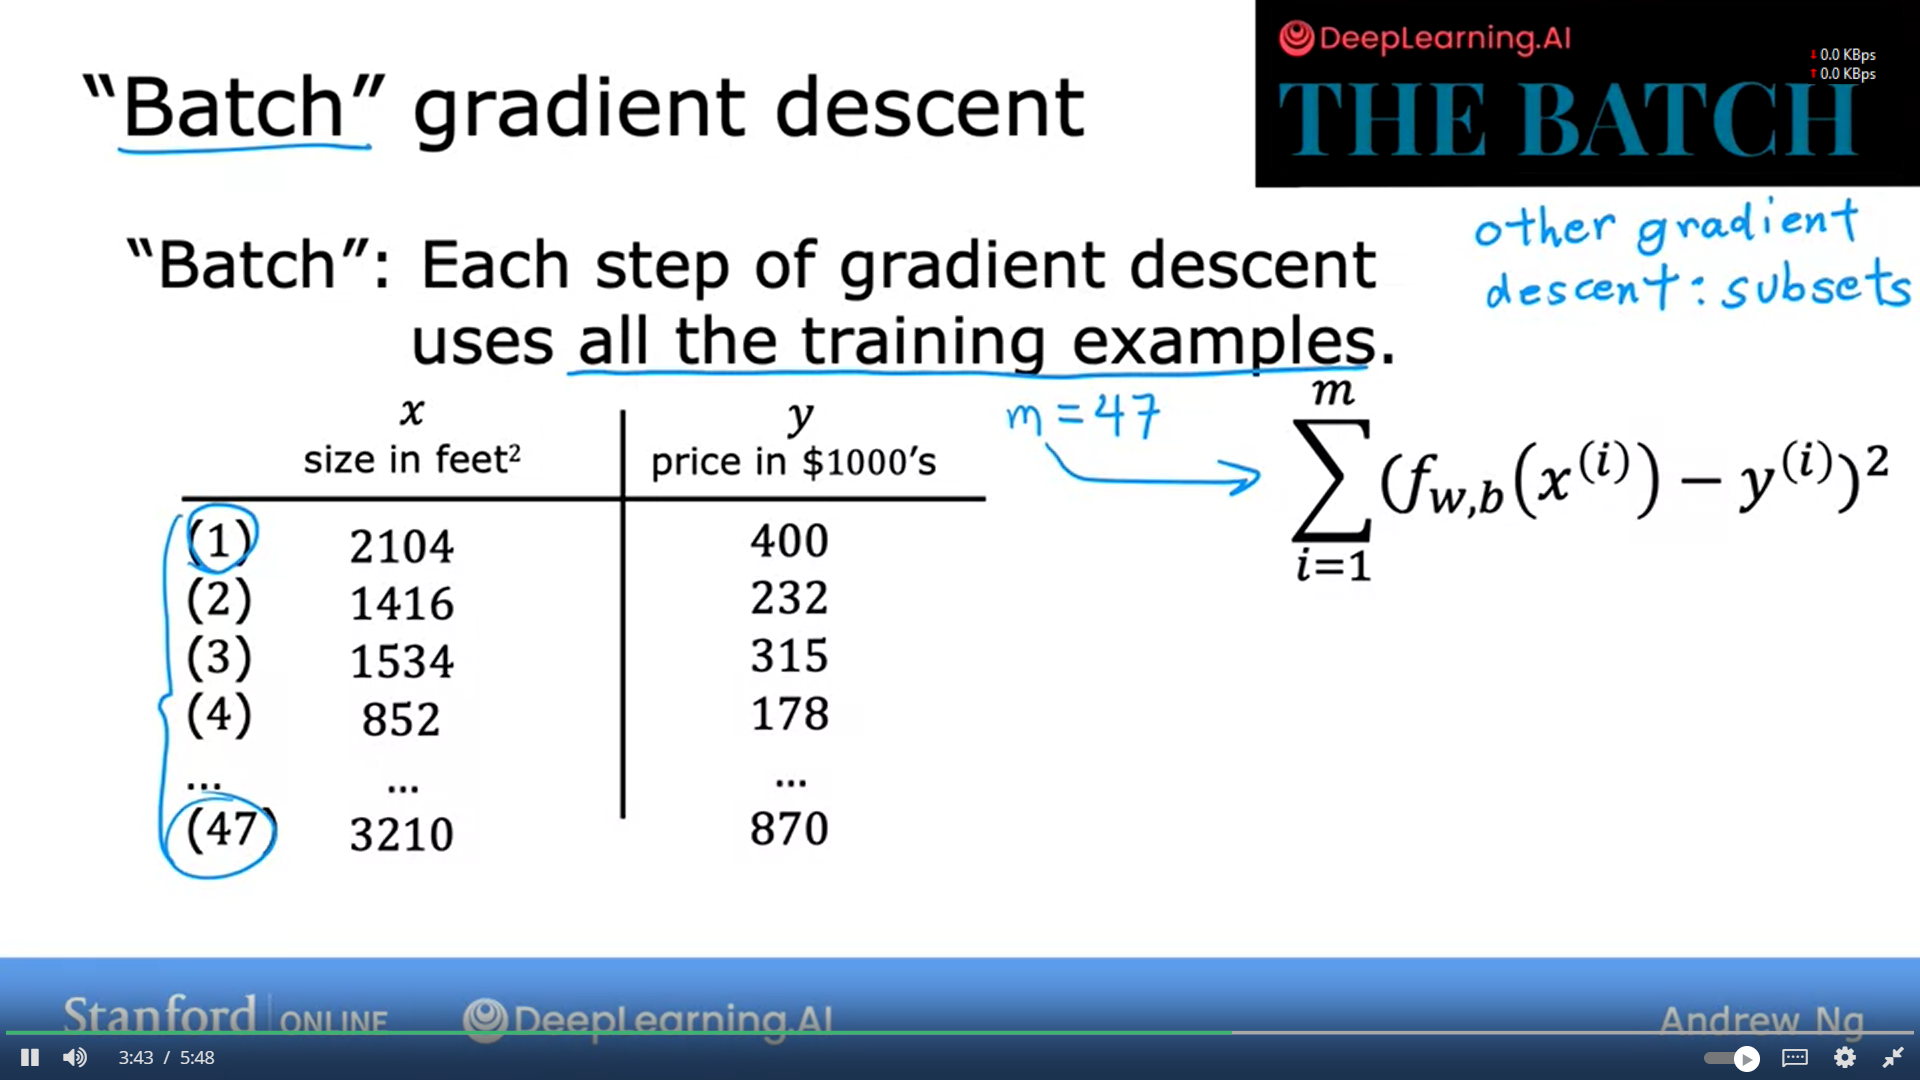 DeepLearning.AI
↓ 0.0 KBps
↑ 0.0 KBps
THE BATCH
“Batch” gradient descent
other gradient
descent: subsets
“Batch”: Each step of gradient descent
uses all the training examples.
m = 47
x y
size in feet² price in $1000’s
(1) 2104 400
(2) 1416 232
(3) 1534 315
(4) 852 178
... ... ...
(47) 3210 870
m
∑ (f_{w,b}(x^{(i)}) − y^{(i)})²
i=1
Stanford ONLINE DeepLearning.AI Andrew Ng
3:43 / 5:48